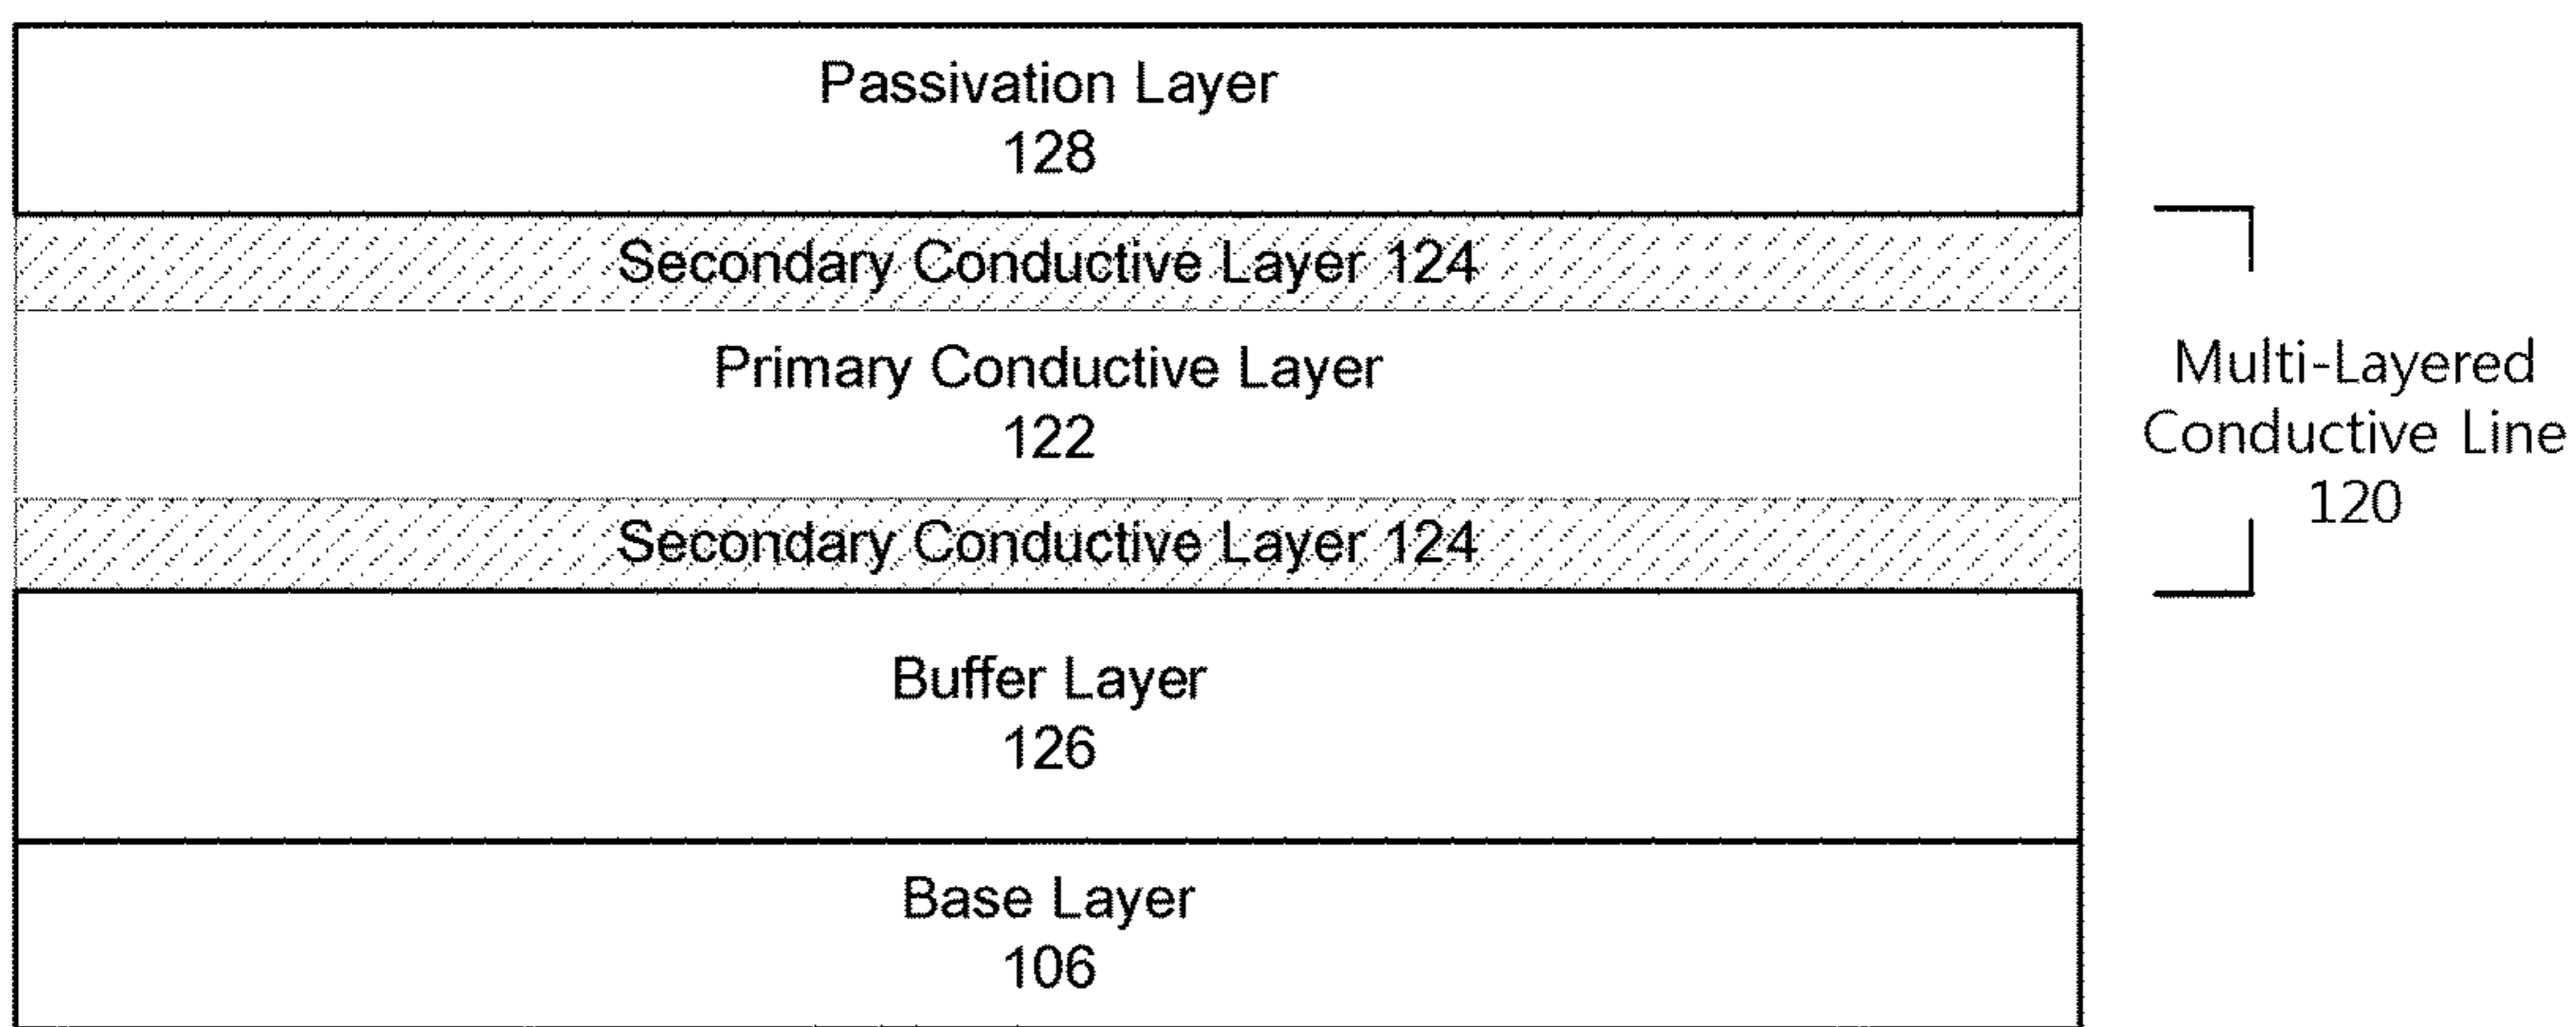 Passivation Layer
128
Secondary Conductive Layer 124
Primary Conductive Layer
122
Secondary Conductive Layer 124
Multi-Layered
Conductive Line
120
Buffer Layer
126
Base Layer
106